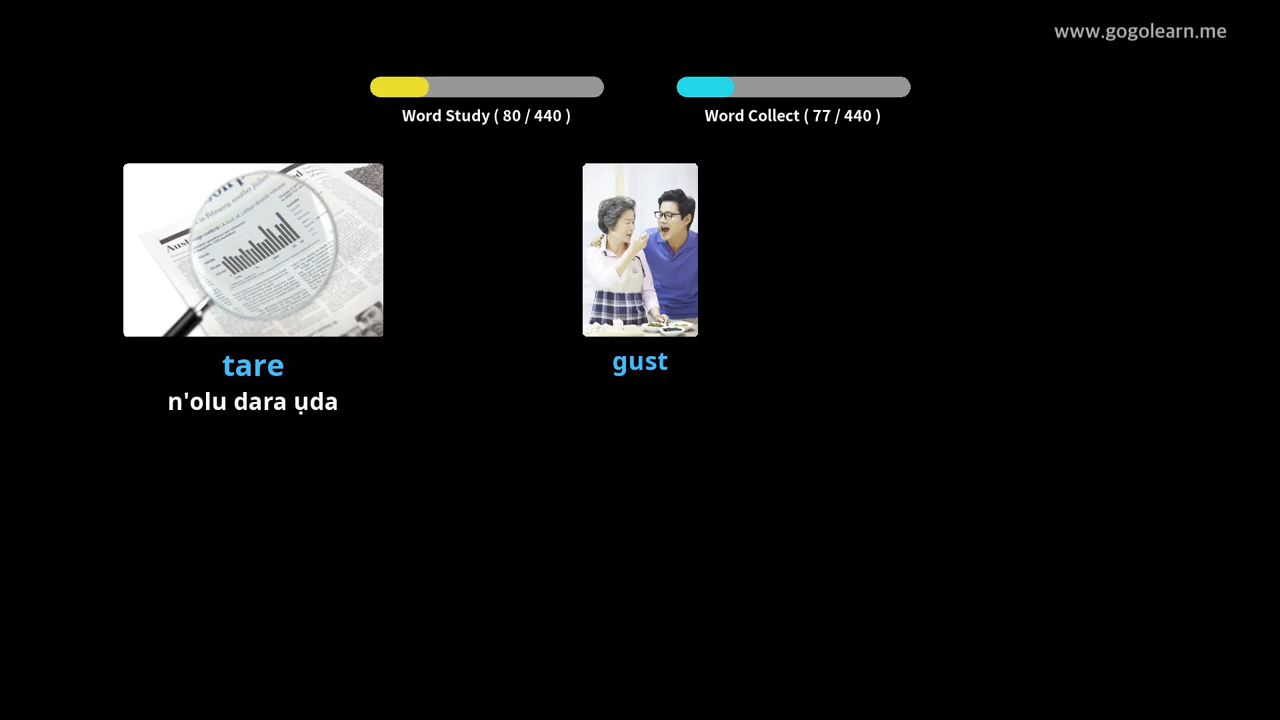 www.gogolearn.me
Word Study ( 80 / 440 )
Word Collect ( 77 / 440 )
tare
n'olu dara ụda
gust